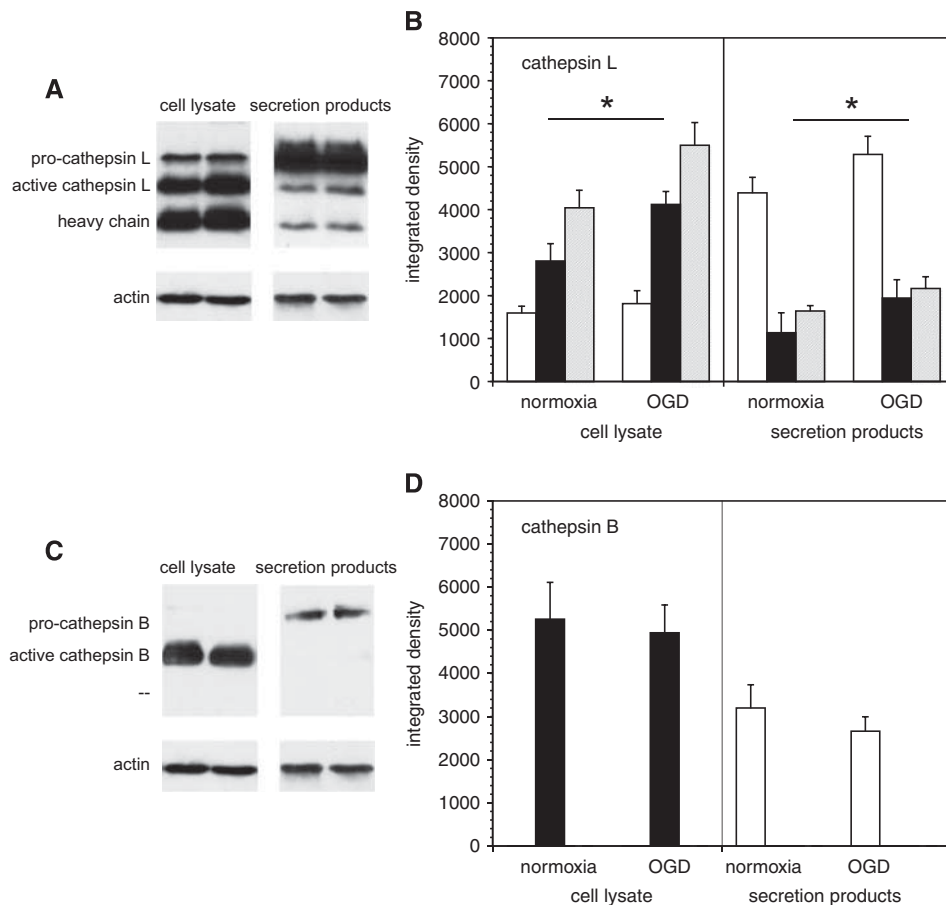 A
cell lysate secretion products
pro-cathepsin L
active cathepsin L
heavy chain
actin
B
8000
7000
6000
5000
4000
3000
2000
1000
0
integrated density
cathepsin L
* *
normoxia OGD normoxia OGD
cell lysate secretion products
C
cell lysate secretion products
pro-cathepsin B
active cathepsin B
--
actin
D
8000
7000
6000
5000
4000
3000
2000
1000
0
integrated density
cathepsin B
normoxia OGD normoxia OGD
cell lysate secretion products